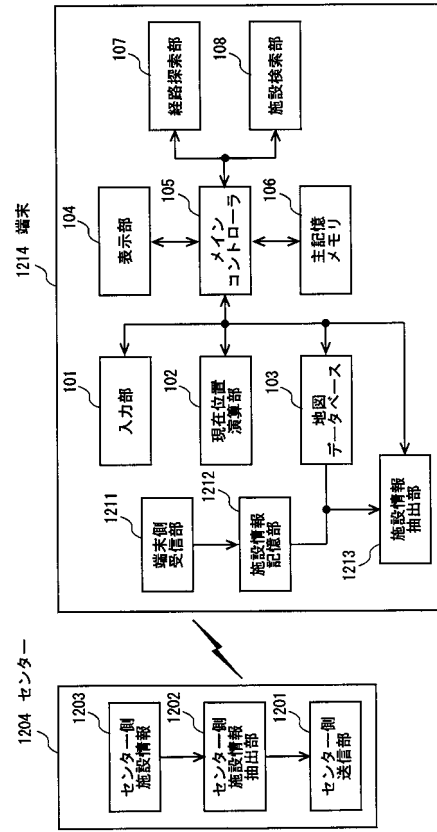 1204 センター
1203
センター側
施設情報
1202
センター側
施設情報
抽出部
1201
センター側
送信部
1214 端末
1211
端末側
受信部
1212
施設情報
記憶部
1213
施設情報
抽出部
101
入力部
102
現在位置
演算部
103
地図
データベース
104
表示部
105
メイン
コントローラ
106
主記憶
メモリ
107
経路探索部
108
施設検索部